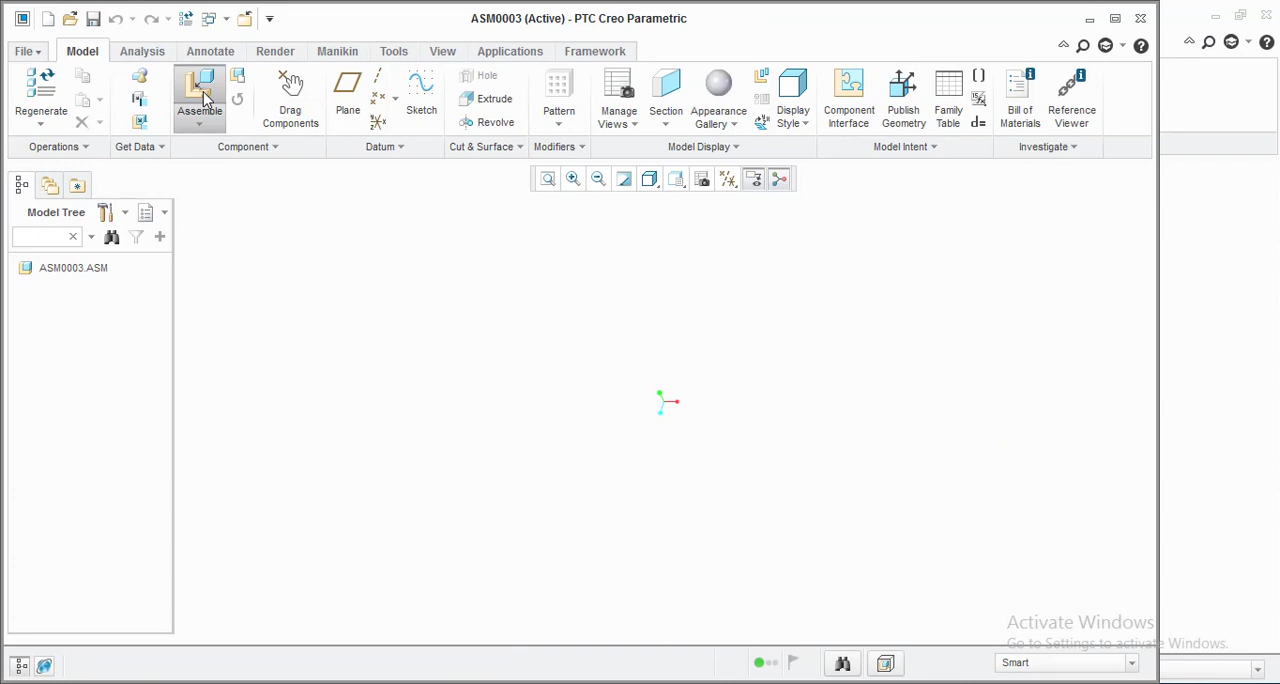 ASM0003 (Active) - PTC Creo Parametric
File Model Analysis Annotate Render Manikin Tools View Applications Framework
Regenerate Assemble Drag Components Plane Sketch Hole Extrude Revolve Pattern Manage Views Section Appearance Gallery Display Style Component Interface Publish Geometry Family Table d= Bill of Materials Reference Viewer
Operations Get Data Component Datum Cut & Surface Modifiers Model Display Model Intent Investigate
Model Tree
ASM0003.ASM
Activate Windows
Go to Settings to activate Windows.
Smart